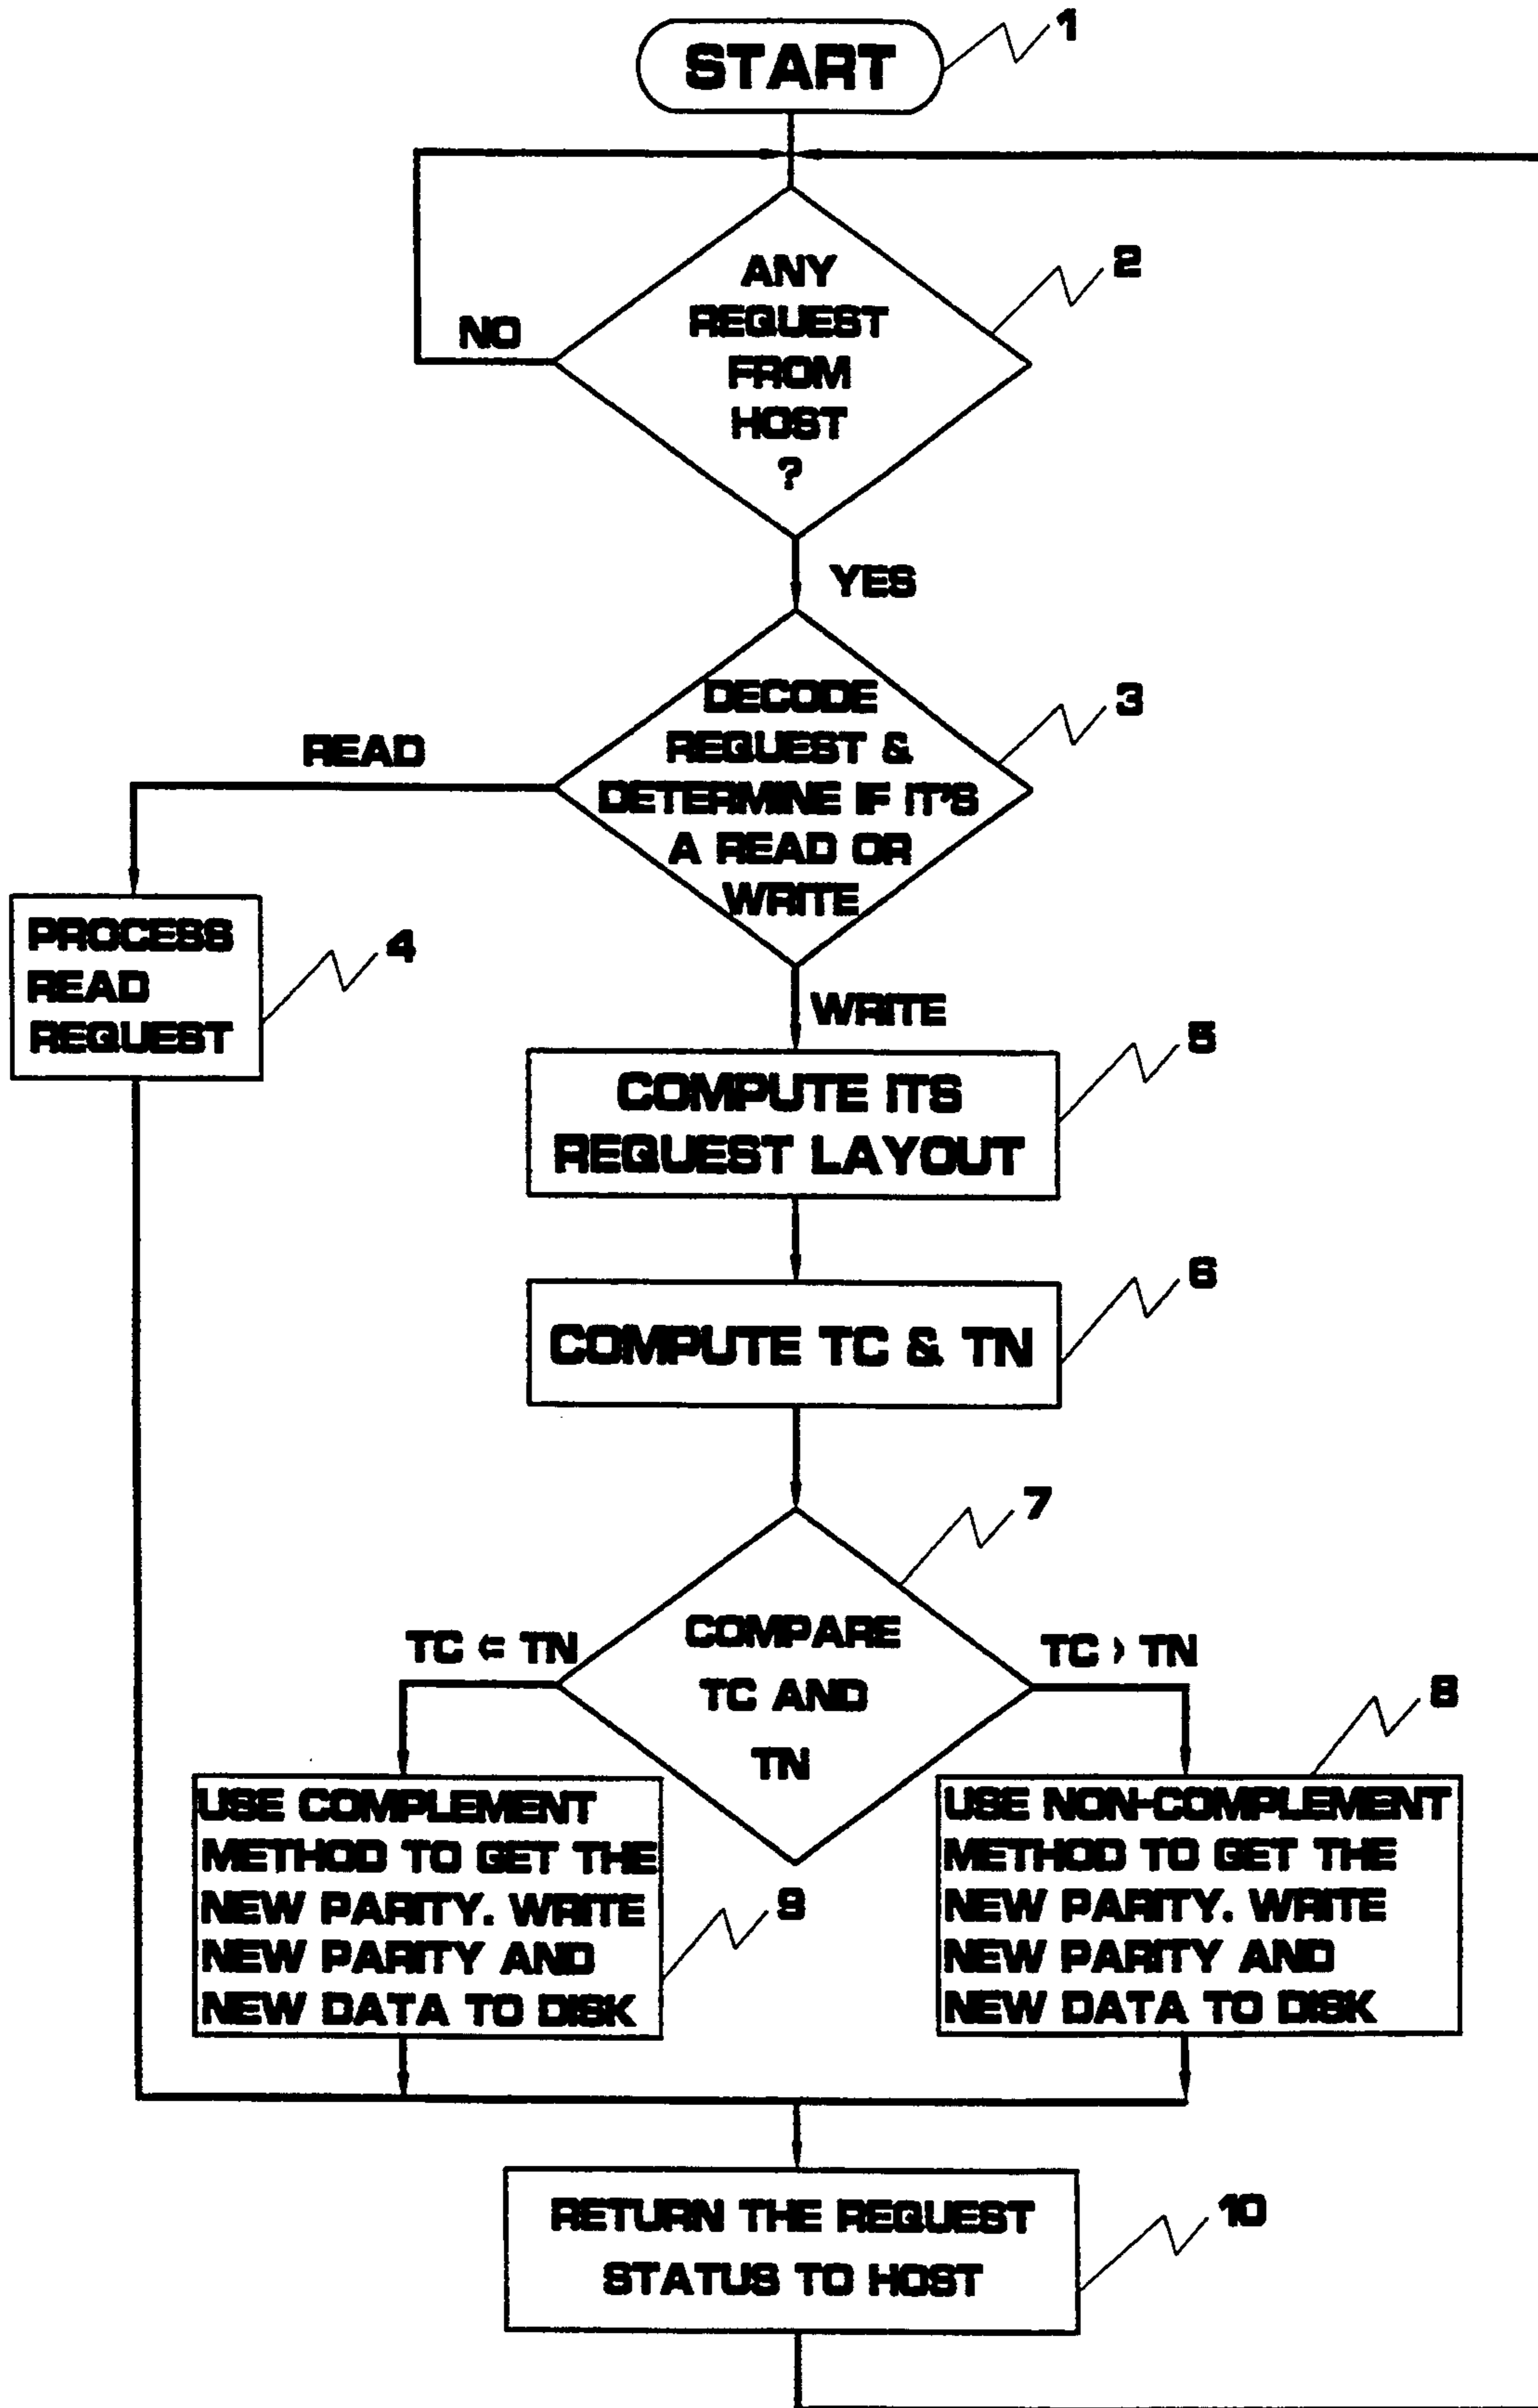 START
1
ANY
REQUEST
FROM
HOST
?
2
NO
YES
DECODE
REQUEST &
DETERMINE IF IT'S
A READ OR
WRITE
3
READ
PROCESS
READ
REQUEST
4
WRITE
COMPUTE ITS
REQUEST LAYOUT
5
COMPUTE TC & TN
6
COMPARE
TC AND
TN
7
TC <= TN
TC > TN
8
USE COMPLEMENT
METHOD TO GET THE
NEW PARITY. WRITE
NEW PARITY AND
NEW DATA TO DISK
9
USE NON-COMPLEMENT
METHOD TO GET THE
NEW PARITY. WRITE
NEW PARITY AND
NEW DATA TO DISK
RETURN THE REQUEST
STATUS TO HOST
10